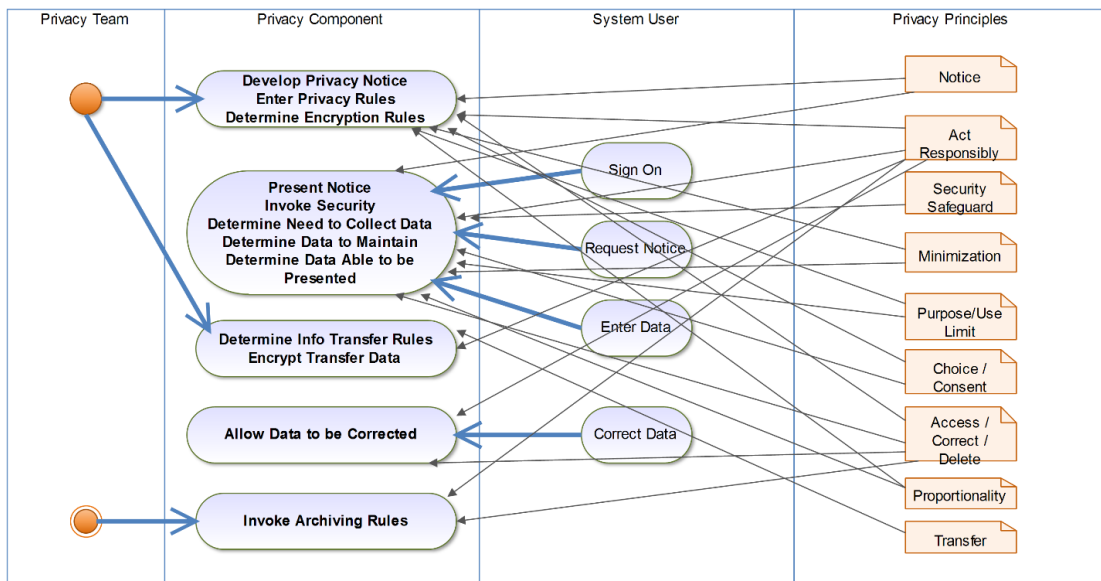 Privacy Team
Privacy Component
System User
Privacy Principles
Develop Privacy Notice
Enter Privacy Rules
Determine Encryption Rules
Present Notice
Invoke Security
Determine Need to Collect Data
Determine Data to Maintain
Determine Data Able to be
Presented
Determine Info Transfer Rules
Encrypt Transfer Data
Allow Data to be Corrected
Invoke Archiving Rules
Sign On
Request Notice
Enter Data
Correct Data
Notice
Act
Responsibly
Security
Safeguard
Minimization
Purpose/Use
Limit
Choice /
Consent
Access /
Correct /
Delete
Proportionality
Transfer